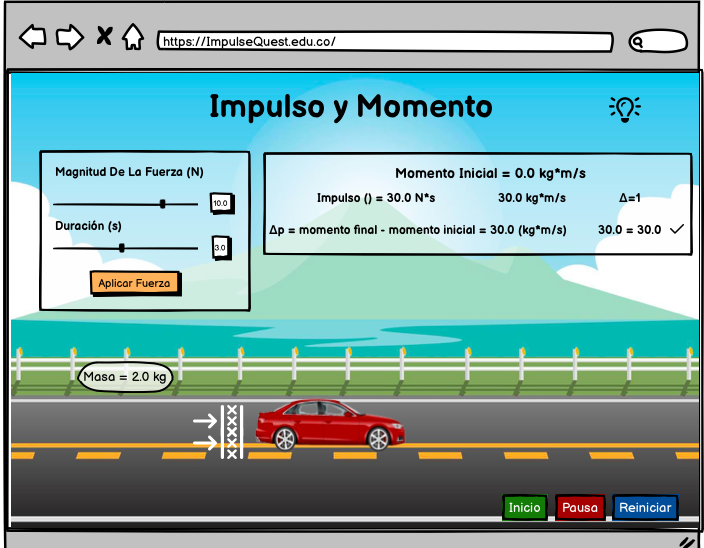 https://ImpulseQuest.edu.co/
Impulso y Momento
Magnitud De La Fuerza (N)
10.0
Duración (s)
3.0
Aplicar Fuerza
Momento Inicial = 0.0 kg*m/s
Impulso () = 30.0 N*s 30.0 kg*m/s Δ=1
Δp = momento final - momento inicial = 30.0 (kg*m/s) 30.0 = 30.0 ✓
Masa = 2.0 kg
Inicio Pausa Reiniciar